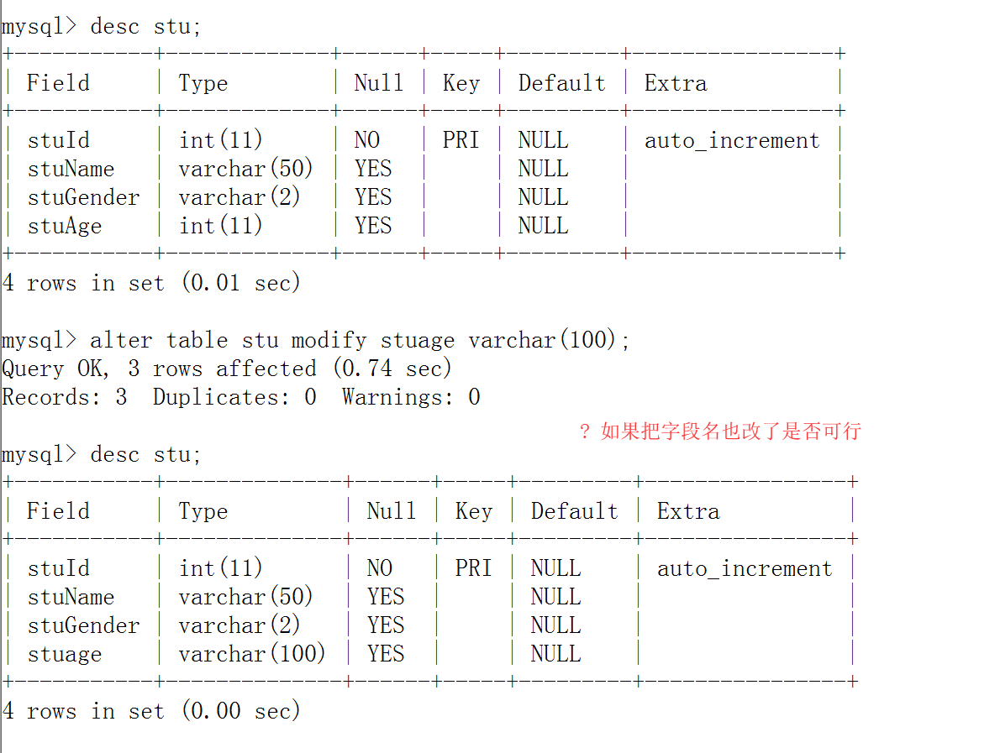 mysql> desc stu;
+-----------+-------------+------+-----+---------+----------------+
| Field     | Type        | Null | Key | Default | Extra          |
+-----------+-------------+------+-----+---------+----------------+
| stuId     | int(11)     | NO   | PRI | NULL    | auto_increment |
| stuName   | varchar(50) | YES  |     | NULL    |                |
| stuGender | varchar(2)  | YES  |     | NULL    |                |
| stuAge    | int(11)     | YES  |     | NULL    |                |
+-----------+-------------+------+-----+---------+----------------+
4 rows in set (0.01 sec)
mysql> alter table stu modify stuage varchar(100);
Query OK, 3 rows affected (0.74 sec)
Records: 3  Duplicates: 0  Warnings: 0
? 如果把字段名也改了是否可行
mysql> desc stu;
+-----------+--------------+------+-----+---------+----------------+
| Field     | Type         | Null | Key | Default | Extra          |
+-----------+--------------+------+-----+---------+----------------+
| stuId     | int(11)      | NO   | PRI | NULL    | auto_increment |
| stuName   | varchar(50)  | YES  |     | NULL    |                |
| stuGender | varchar(2)   | YES  |     | NULL    |                |
| stuage    | varchar(100) | YES  |     | NULL    |                |
+-----------+--------------+------+-----+---------+----------------+
4 rows in set (0.00 sec)